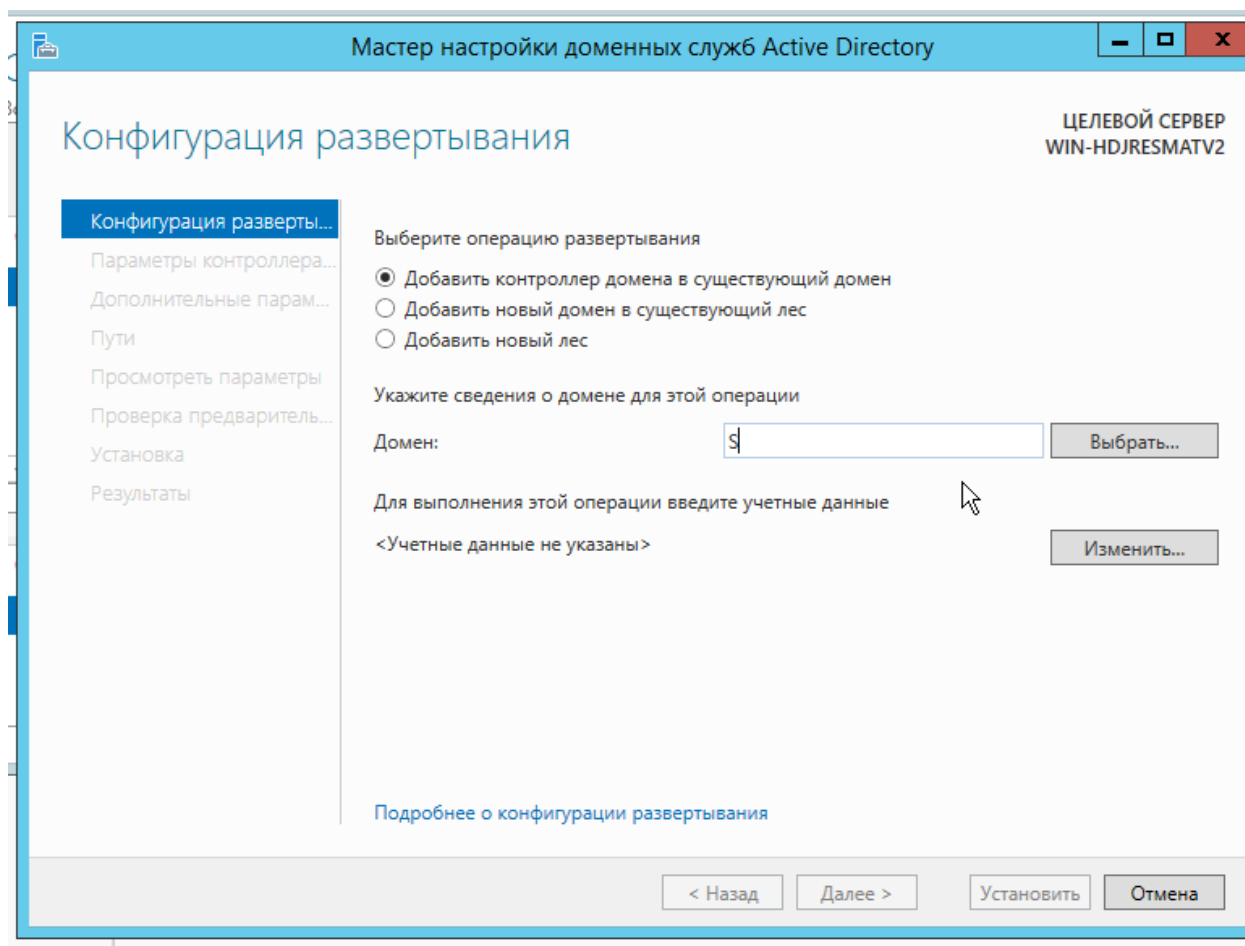 Мастер настройки доменных служб Active Directory
Конфигурация развертывания
ЦЕЛЕВОЙ СЕРВЕР
WIN-HDJRESMATV2
Конфигурация разверты...
Параметры контроллера...
Дополнительные парам...
Пути
Просмотреть параметры
Проверка предваритель...
Установка
Результаты
Выберите операцию развертывания
Добавить контроллер домена в существующий домен
Добавить новый домен в существующий лес
Добавить новый лес
Укажите сведения о домене для этой операции
Домен: S Выбрать...
Для выполнения этой операции введите учетные данные
<Учетные данные не указаны> Изменить...
Подробнее о конфигурации развертывания
< Назад Далее > Установить Отмена